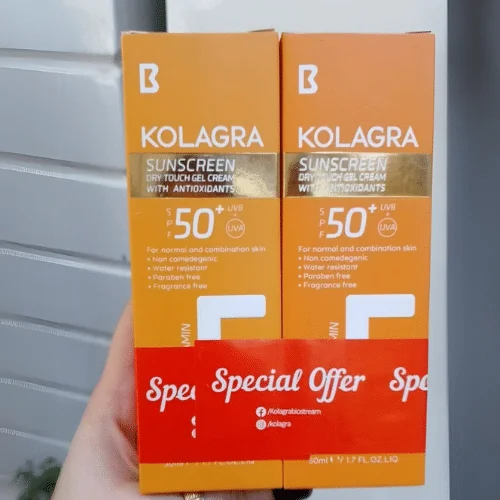 B
KOLAGRA
SUNSCREEN
DRY TOUCH GEL CREAM
WITH ANTIOXIDANTS
SPF 50+ UVB + UVA
For normal and combination skin
• Non comedegenic
• Water resistant
• Paraben free
• Fragrance free
B
KOLAGRA
SUNSCREEN
DRY TOUCH GEL CREAM
WITH ANTIOXIDANTS
SPF 50+ UVB + UVA
For normal and combination skin
• Non comedegenic
• Water resistant
• Paraben free
• Fragrance free
Special Offer
/Kolagrabiostream
/kolagra
50ml 1.7 FL.OZ.LIQ